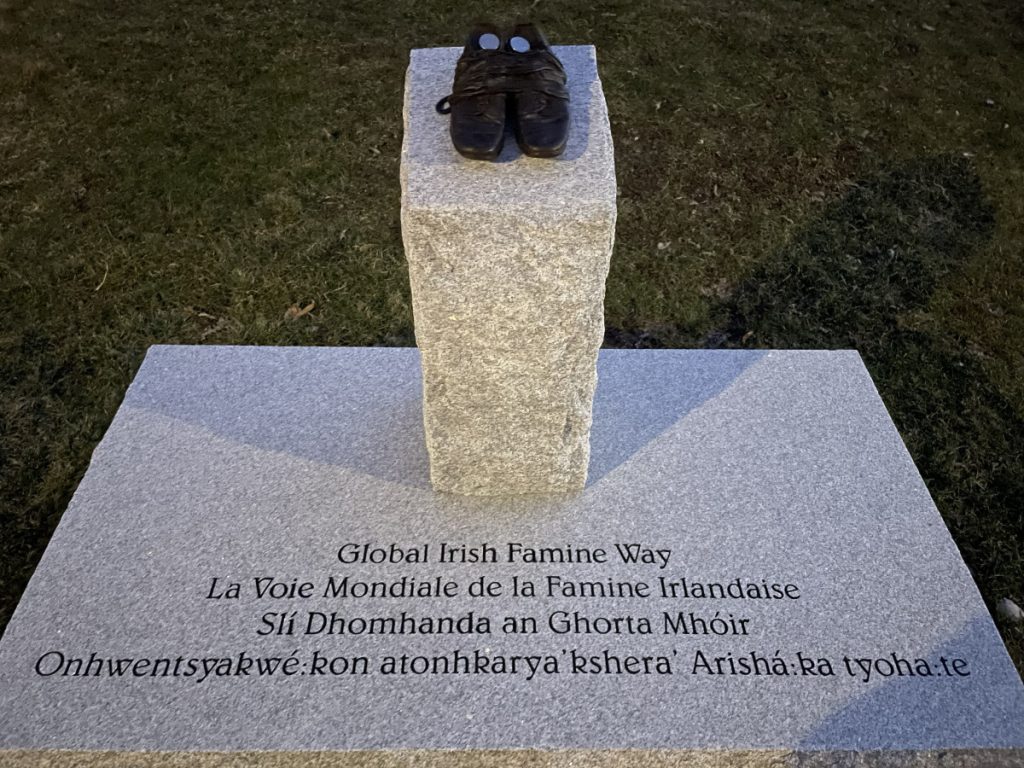 Global Irish Famine Way
La Voie Mondiale de la Famine Irlandaise
Slí Dhomhanda an Ghorta Mhóir
Onhwentsyakwé:kon atonhkarya'kshera' Arishá:ka tyoha:te